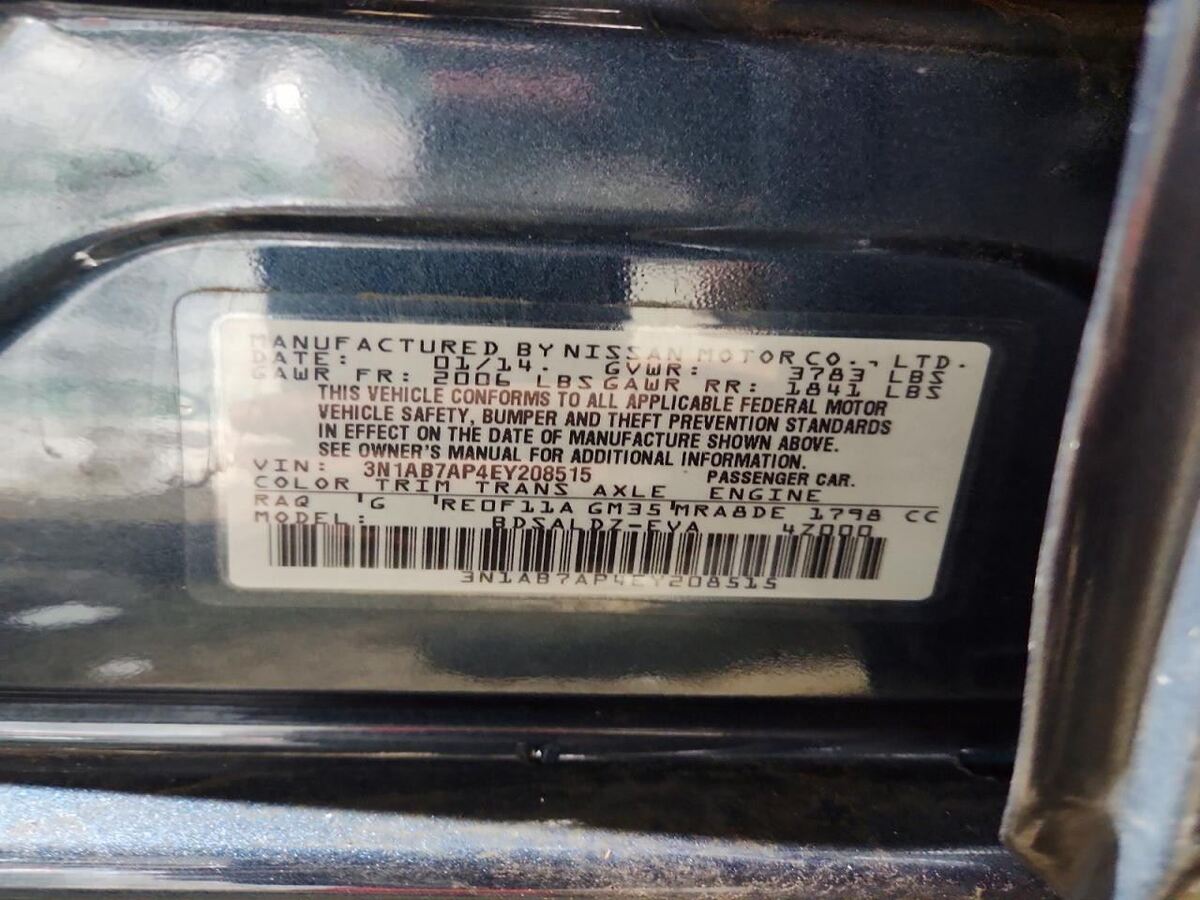 MANUFACTURED BY NISSAN MOTOR CO., LTD.
DATE: 01/14. GVWR: 3783 LBS
GAWR FR: 2006 LBS GAWR RR: 1841 LBS
THIS VEHICLE CONFORMS TO ALL APPLICABLE FEDERAL MOTOR
VEHICLE SAFETY, BUMPER AND THEFT PREVENTION STANDARDS
IN EFFECT ON THE DATE OF MANUFACTURE SHOWN ABOVE.
SEE OWNER'S MANUAL FOR ADDITIONAL INFORMATION.
VIN: 3N1AB7AP4EY208515 PASSENGER CAR.
COLOR TRIM TRANS AXLE ENGINE
RAQ G RE0F11A GM35 MRA8DE 1798 CC
MODEL: BDSALDZ-EVA 4Z000
3N1AB7AP4EY208515